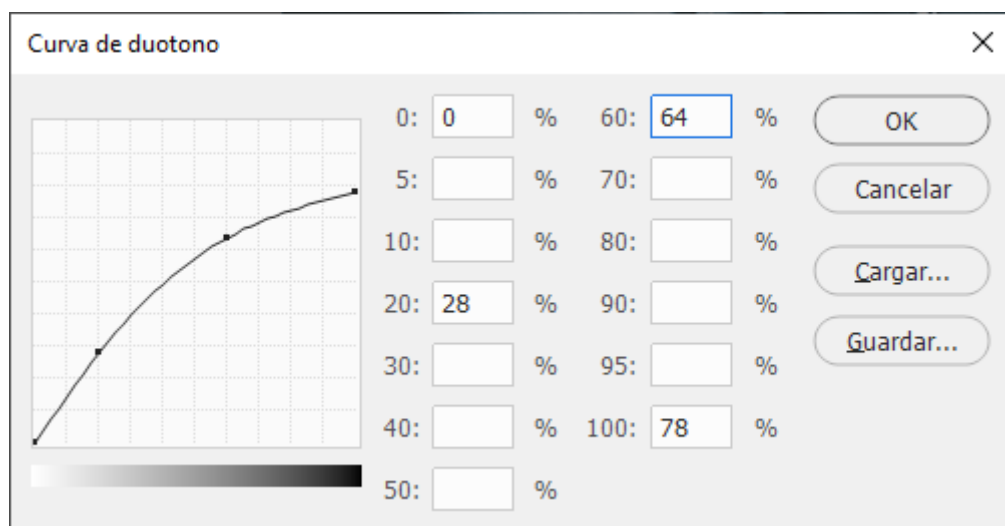 Curva de duotono
0: 0 % 60: 64 % OK
5: % 70: % Cancelar
10: % 80: %
20: 28 % 90: % Cargar...
30: % 95: % Guardar...
40: % 100: 78 %
50: %